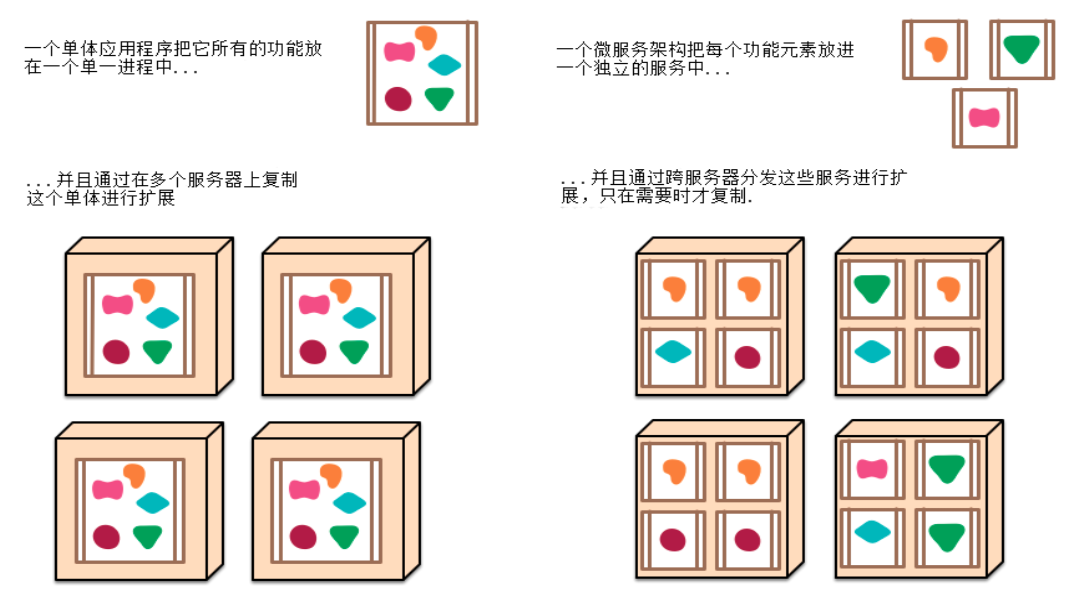 一个单体应用程序把它所有的功能放
在一个单一进程中...
...并且通过在多个服务器上复制
这个单体进行扩展
一个微服务架构把每个功能元素放进
一个独立的服务中...
...并且通过跨服务器分发这些服务进行扩
展，只在需要时才复制.